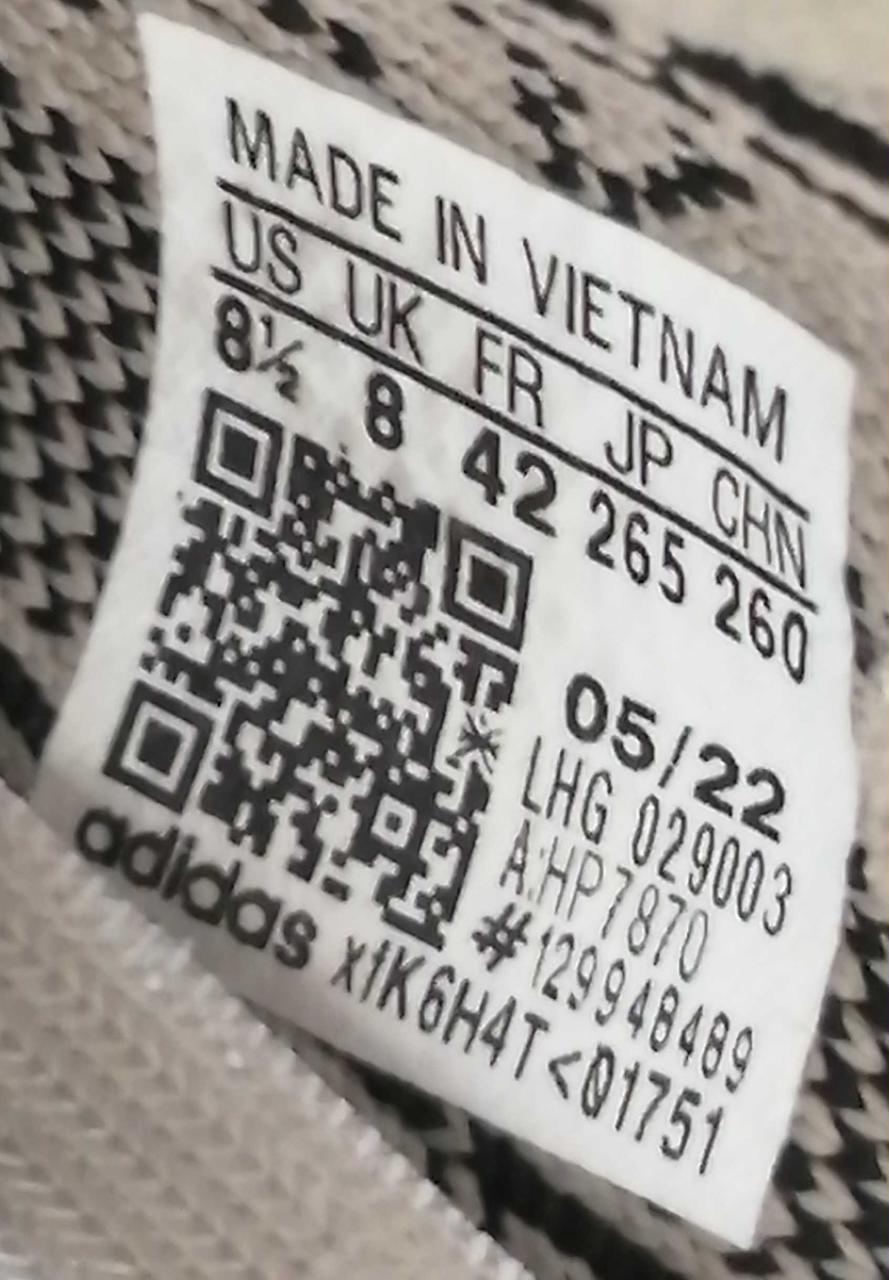 MADE IN VIETNAM
US UK FR JP CHN
8½ 8 42 265 260
05/22
LHG 029003
A:HP7870
#129948489
adidas xfK6H4T<01751